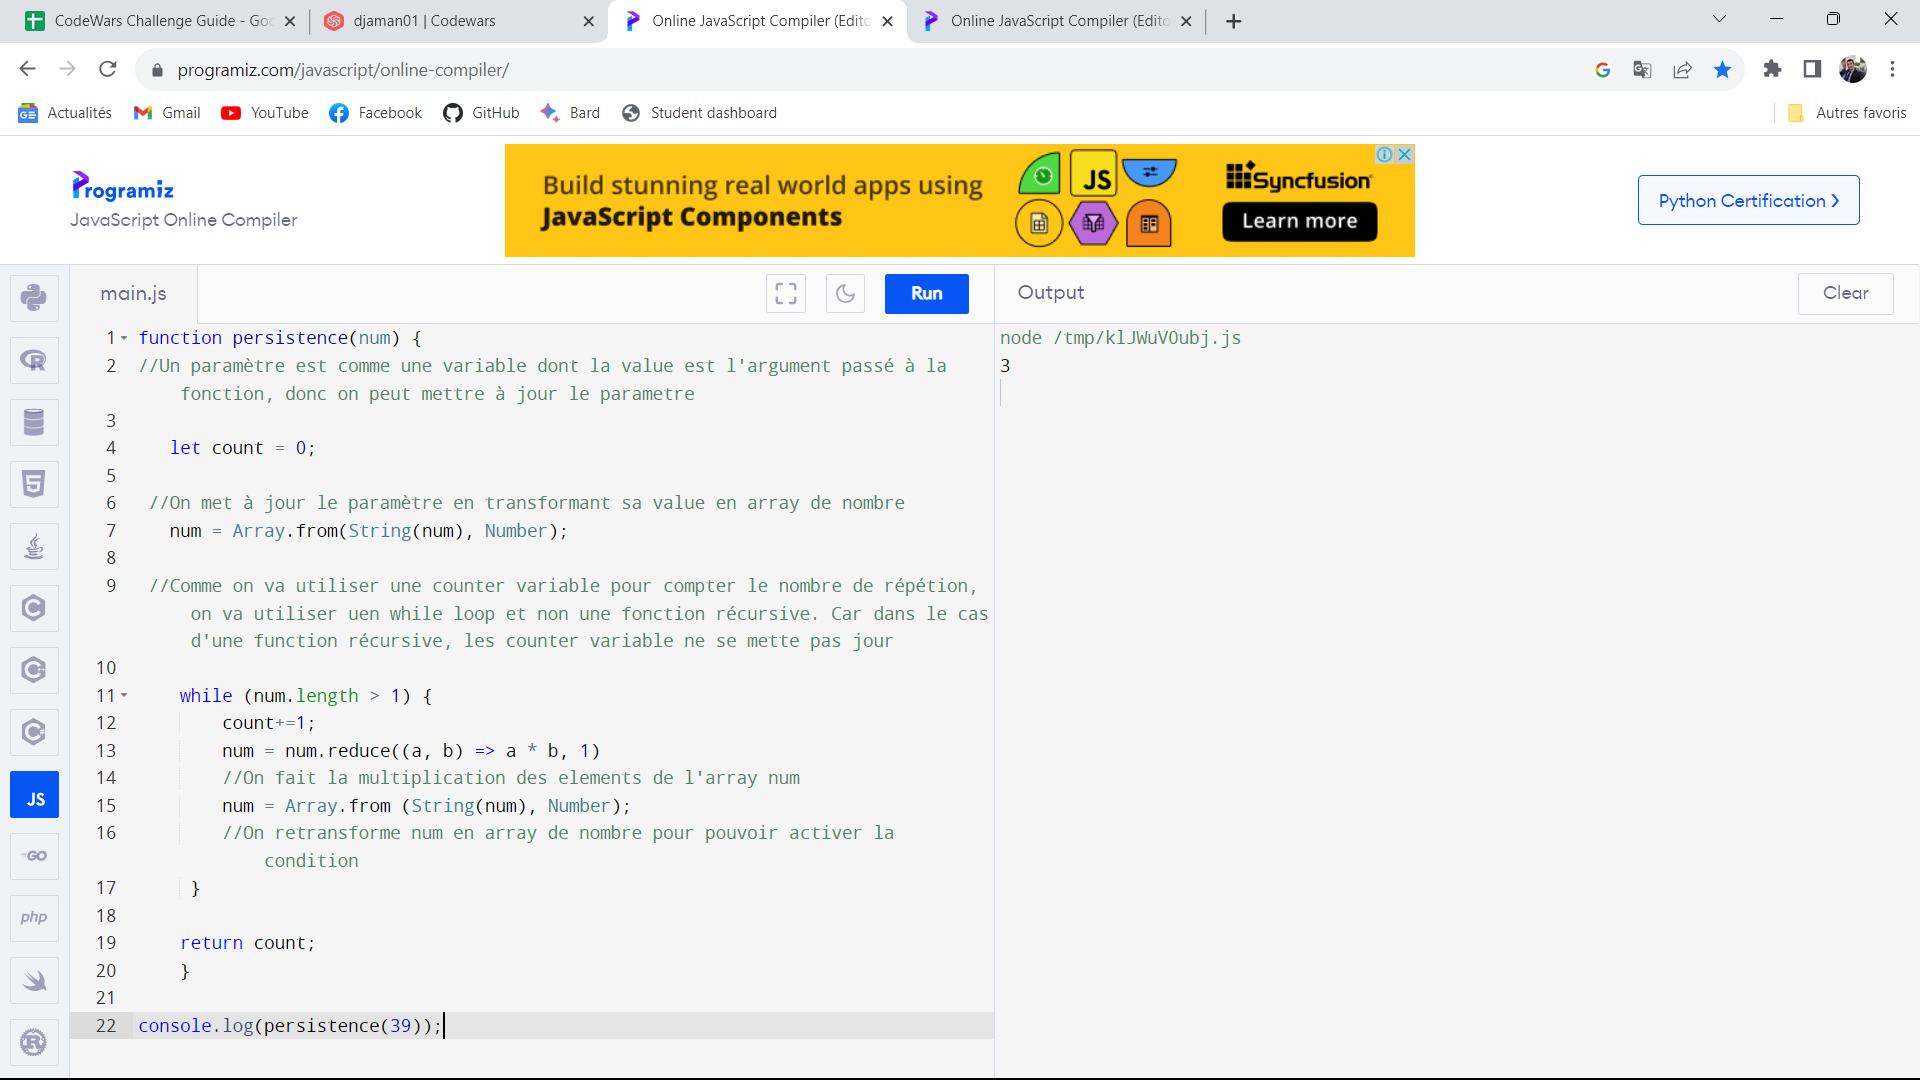 CodeWars Challenge Guide - Goo
djaman01 | Codewars
Online JavaScript Compiler (Edito
Online JavaScript Compiler (Edito
programiz.com/javascript/online-compiler/
Actualités
Gmail
YouTube
Facebook
GitHub
Bard
Student dashboard
Autres favoris
Programiz
JavaScript Online Compiler
Build stunning real world apps using
JavaScript Components
JS
Syncfusion
Learn more
Python Certification >
main.js
Run
Output
Clear
1 function persistence(num) {
2 //Un paramètre est comme une variable dont la value est l'argument passé à la
fonction, donc on peut mettre à jour le parametre
3
4 let count = 0;
5
6 //On met à jour le paramètre en transformant sa value en array de nombre
7 num = Array.from(String(num), Number);
8
9 //Comme on va utiliser une counter variable pour compter le nombre de répétion,
on va utiliser uen while loop et non une fonction récursive. Car dans le cas
d'une function récursive, les counter variable ne se mette pas jour
10
11 while (num.length > 1) {
12 count+=1;
13 num = num.reduce((a, b) => a * b, 1)
14 //On fait la multiplication des elements de l'array num
15 num = Array.from (String(num), Number);
16 //On retransforme num en array de nombre pour pouvoir activer la
condition
17 }
18
19 return count;
20 }
21
22 console.log(persistence(39));
node /tmp/klJWuV0ubj.js
3
JS
GO
php